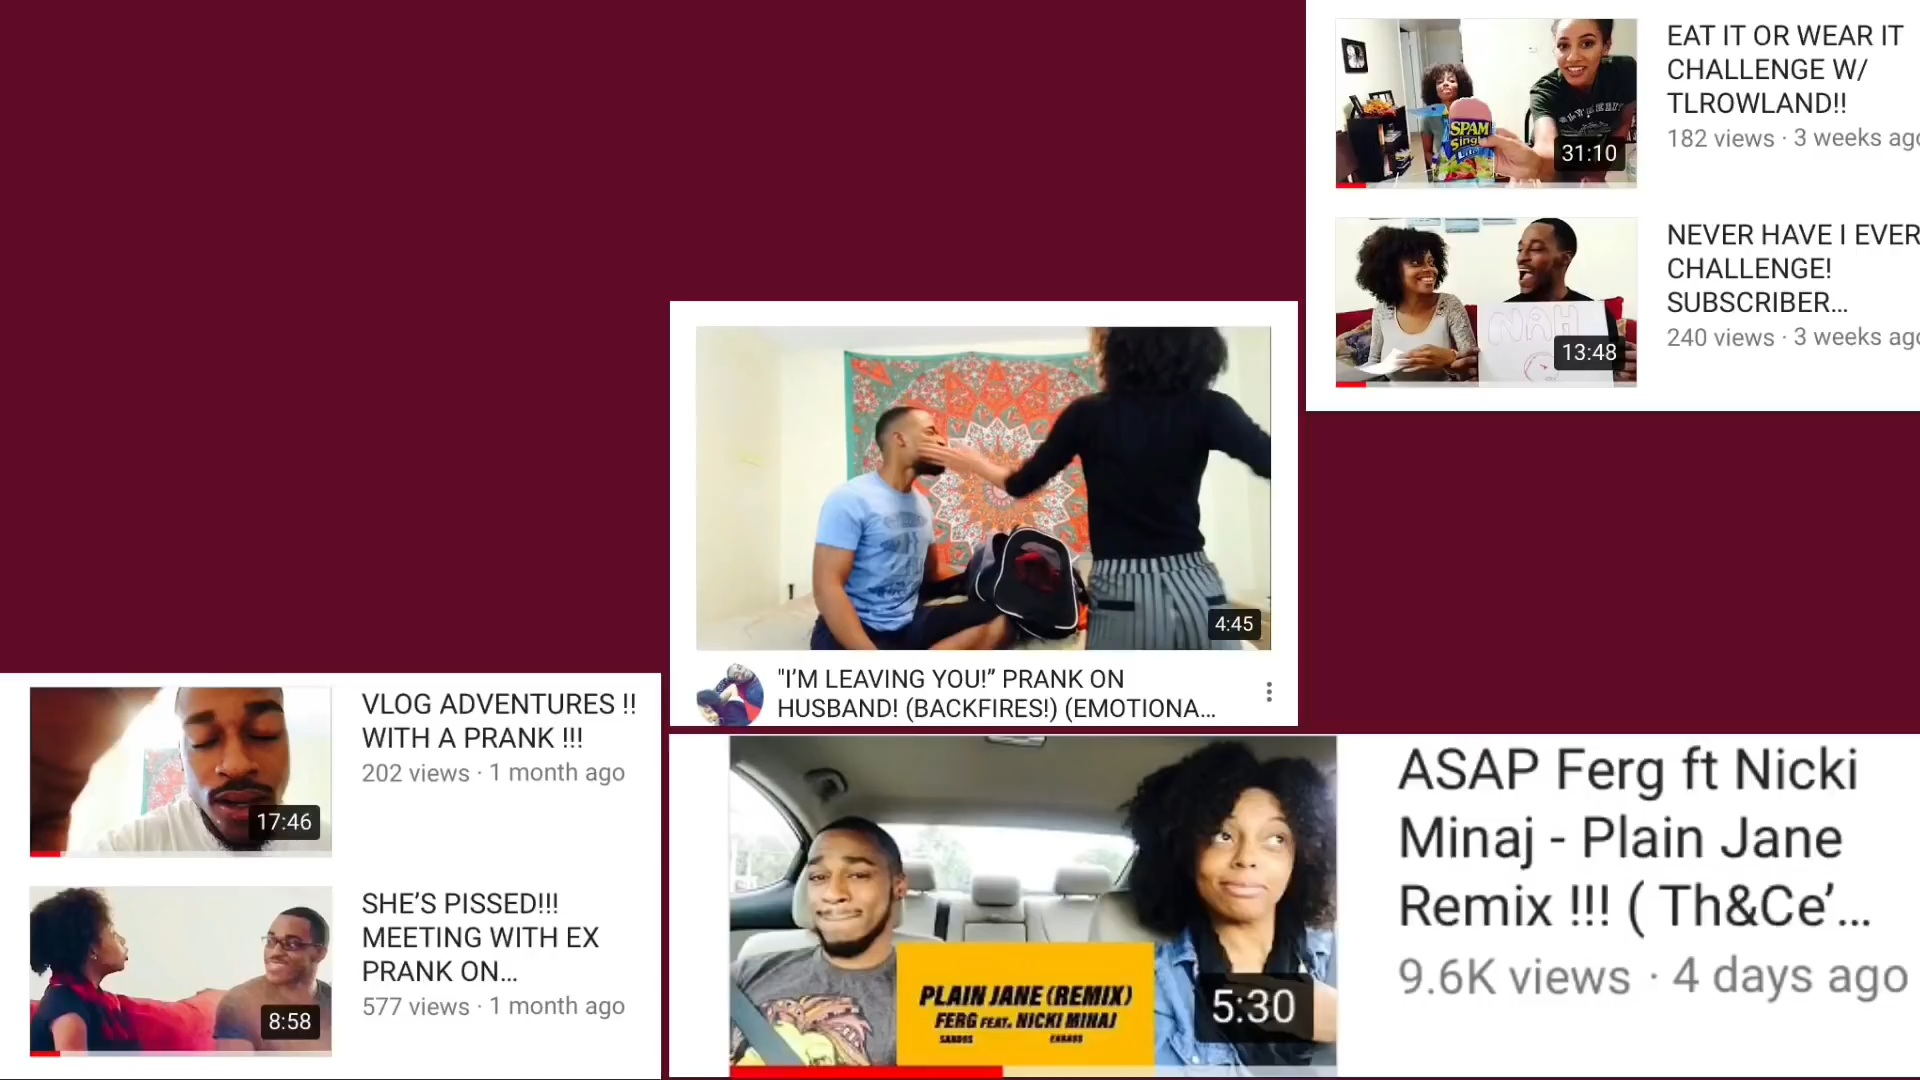 EAT IT OR WEAR IT
CHALLENGE W/
TLROWLAND!!
182 views · 3 weeks ago
SPAM
Singl
Lite
31:10
NEVER HAVE I EVER
CHALLENGE!
SUBSCRIBER...
240 views · 3 weeks ago
NAH
13:48
4:45
"I'M LEAVING YOU!" PRANK ON
HUSBAND! (BACKFIRES!) (EMOTIONA...
VLOG ADVENTURES !!
WITH A PRANK !!!
202 views · 1 month ago
17:46
SHE'S PISSED!!!
MEETING WITH EX
PRANK ON...
577 views · 1 month ago
8:58
ASAP Ferg ft Nicki
Minaj - Plain Jane
Remix !!! ( Th&Ce'...
9.6K views · 4 days ago
PLAIN JANE (REMIX)
FERG FEAT. NICKI MINAJ
5:30